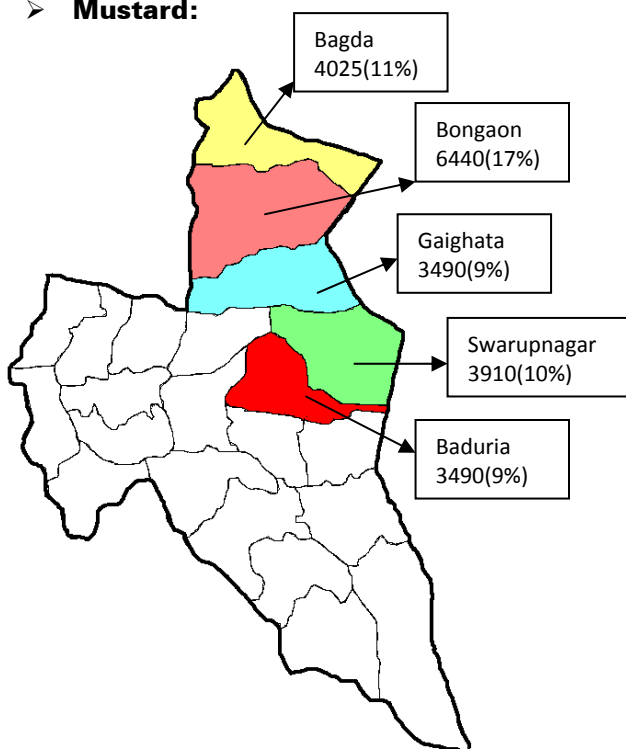 ➢ Mustard:
Bagda
4025(11%)
Bongaon
6440(17%)
Gaighata
3490(9%)
Swarupnagar
3910(10%)
Baduria
3490(9%)